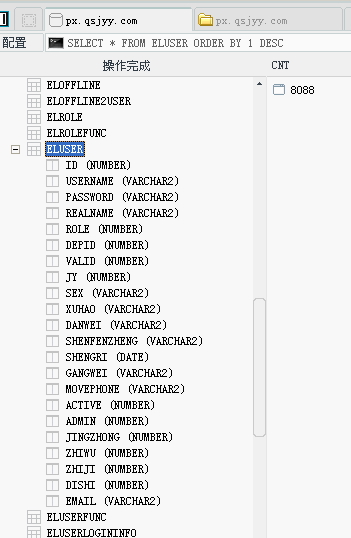 px.qsjyy.com
px.qsjyy.com
配置
SELECT * FROM ELUSER ORDER BY 1 DESC
操作完成
CNT
ELOFFLINE
ELOFFLINE2USER
ELROLE
ELROLEFUNC
ELUSER
ID (NUMBER)
USERNAME (VARCHAR2)
PASSWORD (VARCHAR2)
REALNAME (VARCHAR2)
ROLE (NUMBER)
DEPID (NUMBER)
VALID (NUMBER)
JY (NUMBER)
SEX (VARCHAR2)
XUHAO (VARCHAR2)
DANWEI (VARCHAR2)
SHENFENZHENG (VARCHAR2)
SHENGRI (DATE)
GANGWEI (VARCHAR2)
MOVEPHONE (VARCHAR2)
ACTIVE (NUMBER)
ADMIN (NUMBER)
JINGZHONG (NUMBER)
ZHIWU (NUMBER)
ZHIJI (NUMBER)
DISHI (NUMBER)
EMAIL (VARCHAR2)
ELUSERFUNC
ELUSERLOGININFO
8088